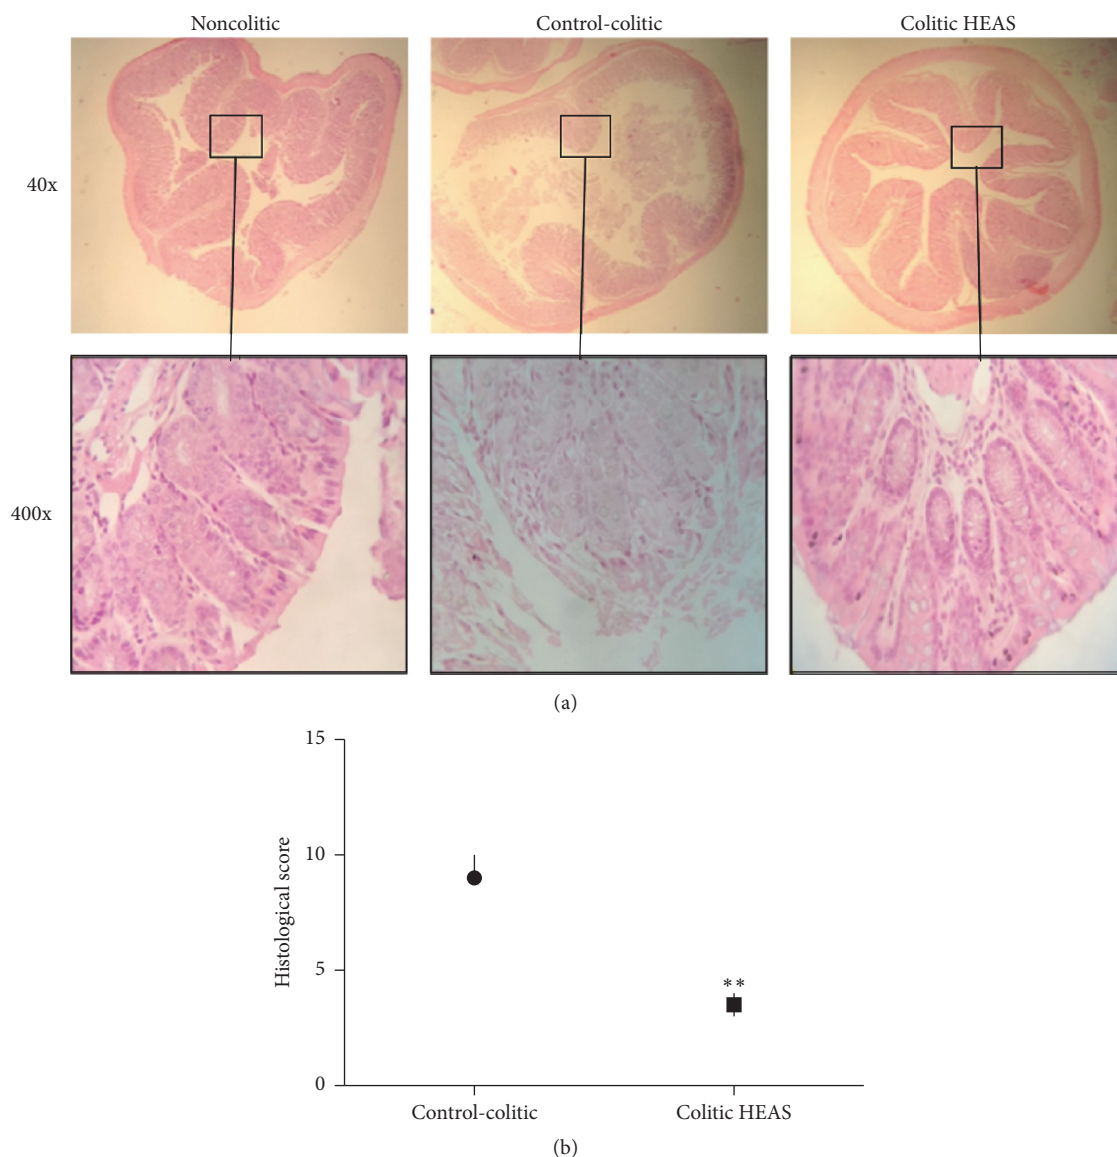 Noncolitic
Control-colitic
Colitic HEAS
40x
400x
(a)
15
10
5
0
Histological score
**
Control-colitic
Colitic HEAS
(b)